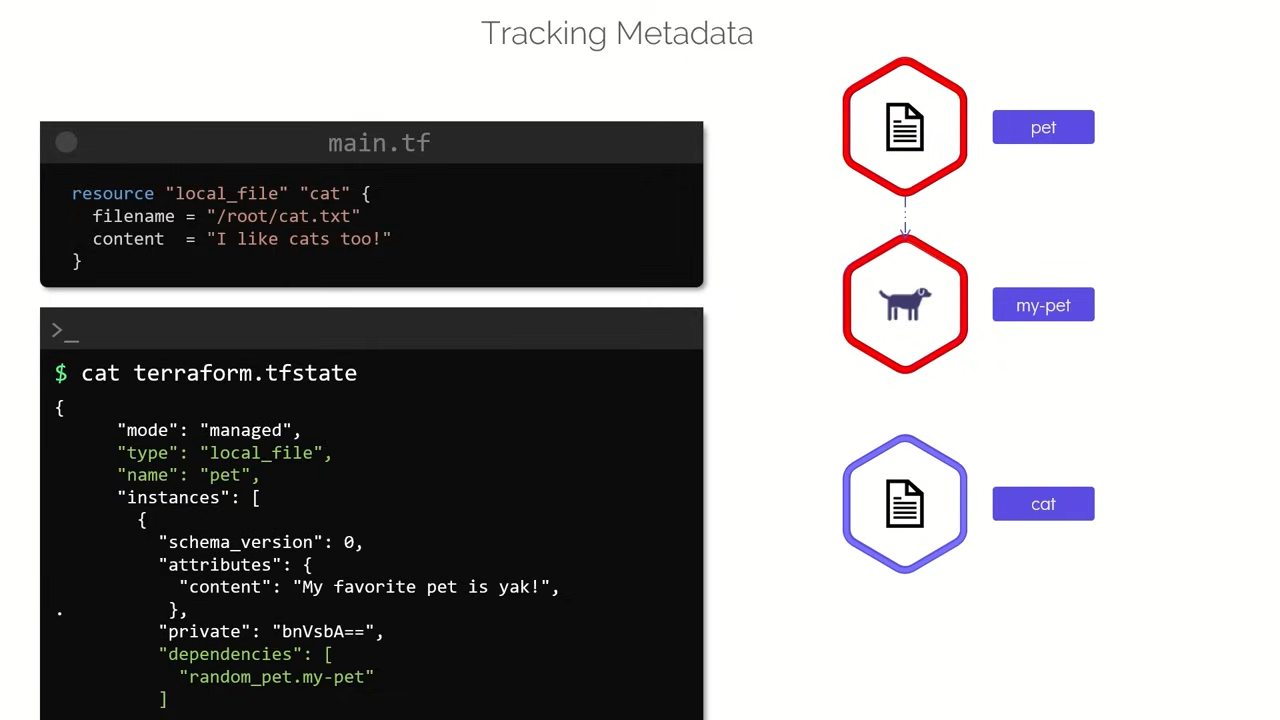 Tracking Metadata
main.tf
resource "local_file" "cat" {
  filename = "/root/cat.txt"
  content  = "I like cats too!"
}
>_
$ cat terraform.tfstate
{
      "mode": "managed",
      "type": "local_file",
      "name": "pet",
      "instances": [
        {
          "schema_version": 0,
          "attributes": {
            "content": "My favorite pet is yak!",
.           },
          "private": "bnVsbA==",
          "dependencies": [
            "random_pet.my-pet"
          ]
pet
my-pet
cat